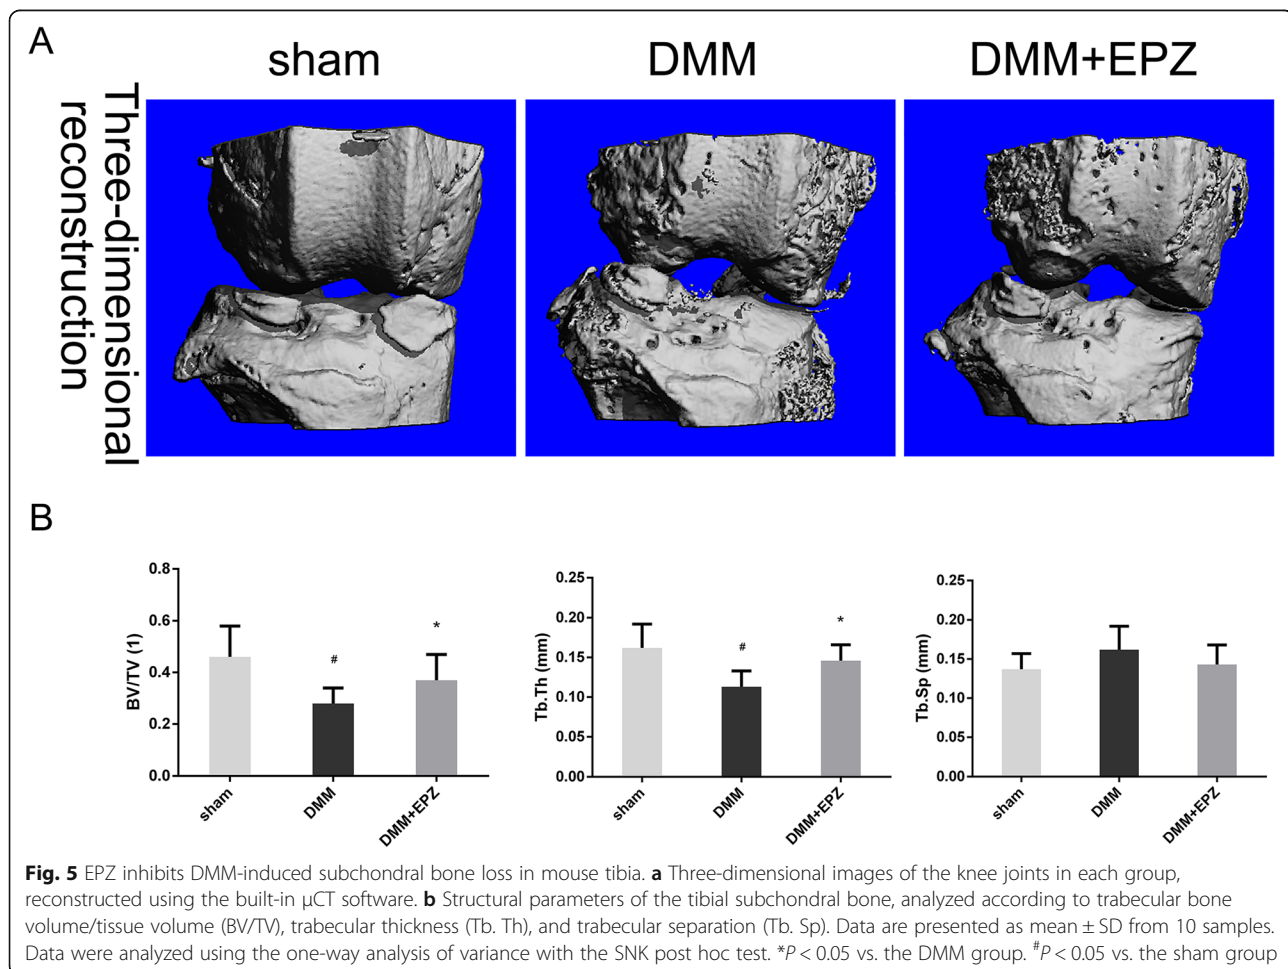 A
sham
DMM
DMM+EPZ
Three-dimensional
reconstruction
B
BV/TV (1)
0.8
0.6
0.4
0.2
0.0
#
*
sham
DMM
DMM+EPZ
Tb.Th (mm)
0.25
0.20
0.15
0.10
0.05
0.00
#
*
sham
DMM
DMM+EPZ
Tb.Sp (mm)
0.25
0.20
0.15
0.10
0.05
0.00
sham
DMM
DMM+EPZ
Fig. 5 EPZ inhibits DMM-induced subchondral bone loss in mouse tibia. a Three-dimensional images of the knee joints in each group,
reconstructed using the built-in μCT software. b Structural parameters of the tibial subchondral bone, analyzed according to trabecular bone
volume/tissue volume (BV/TV), trabecular thickness (Tb. Th), and trabecular separation (Tb. Sp). Data are presented as mean ± SD from 10 samples.
Data were analyzed using the one-way analysis of variance with the SNK post hoc test. *P < 0.05 vs. the DMM group. #P < 0.05 vs. the sham group